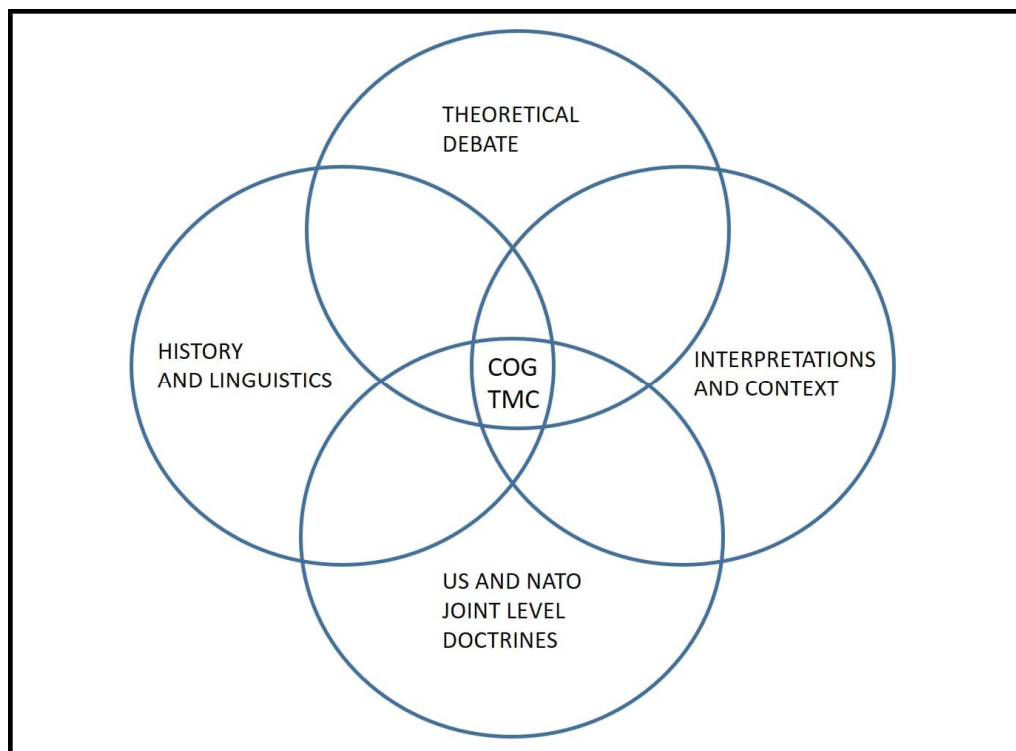 THEORETICAL
DEBATE
HISTORY
AND LINGUISTICS
COG
TMC
INTERPRETATIONS
AND CONTEXT
US AND NATO
JOINT LEVEL
DOCTRINES